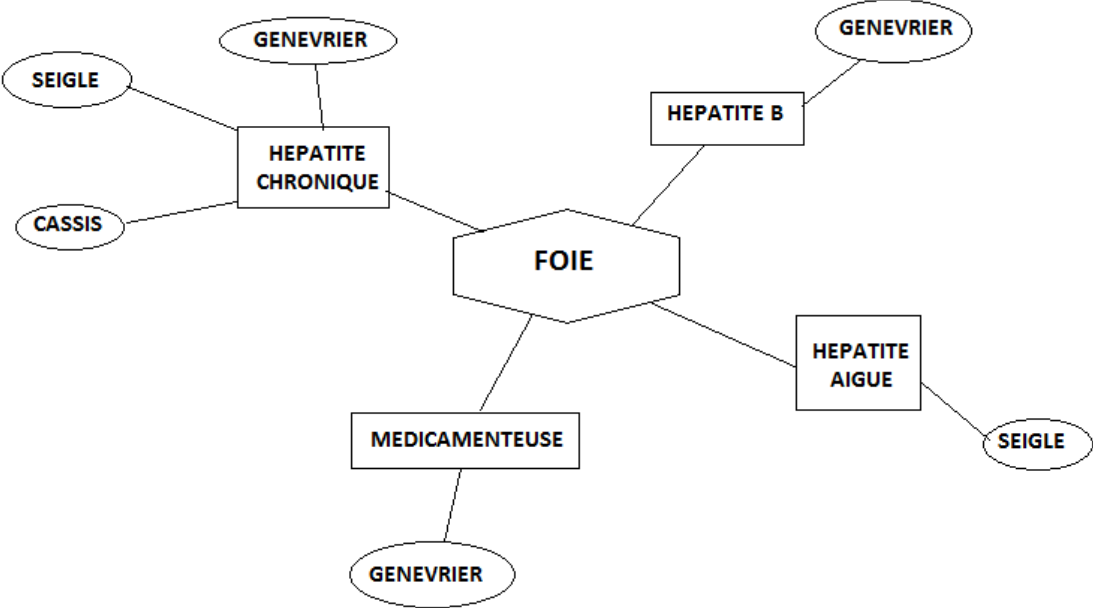 GENEVRIER
SEIGLE
HEPATITE
CHRONIQUE
CASSIS
GENEVRIER
HEPATITE B
FOIE
HEPATITE
AIGUE
SEIGLE
MEDICAMENTEUSE
GENEVRIER